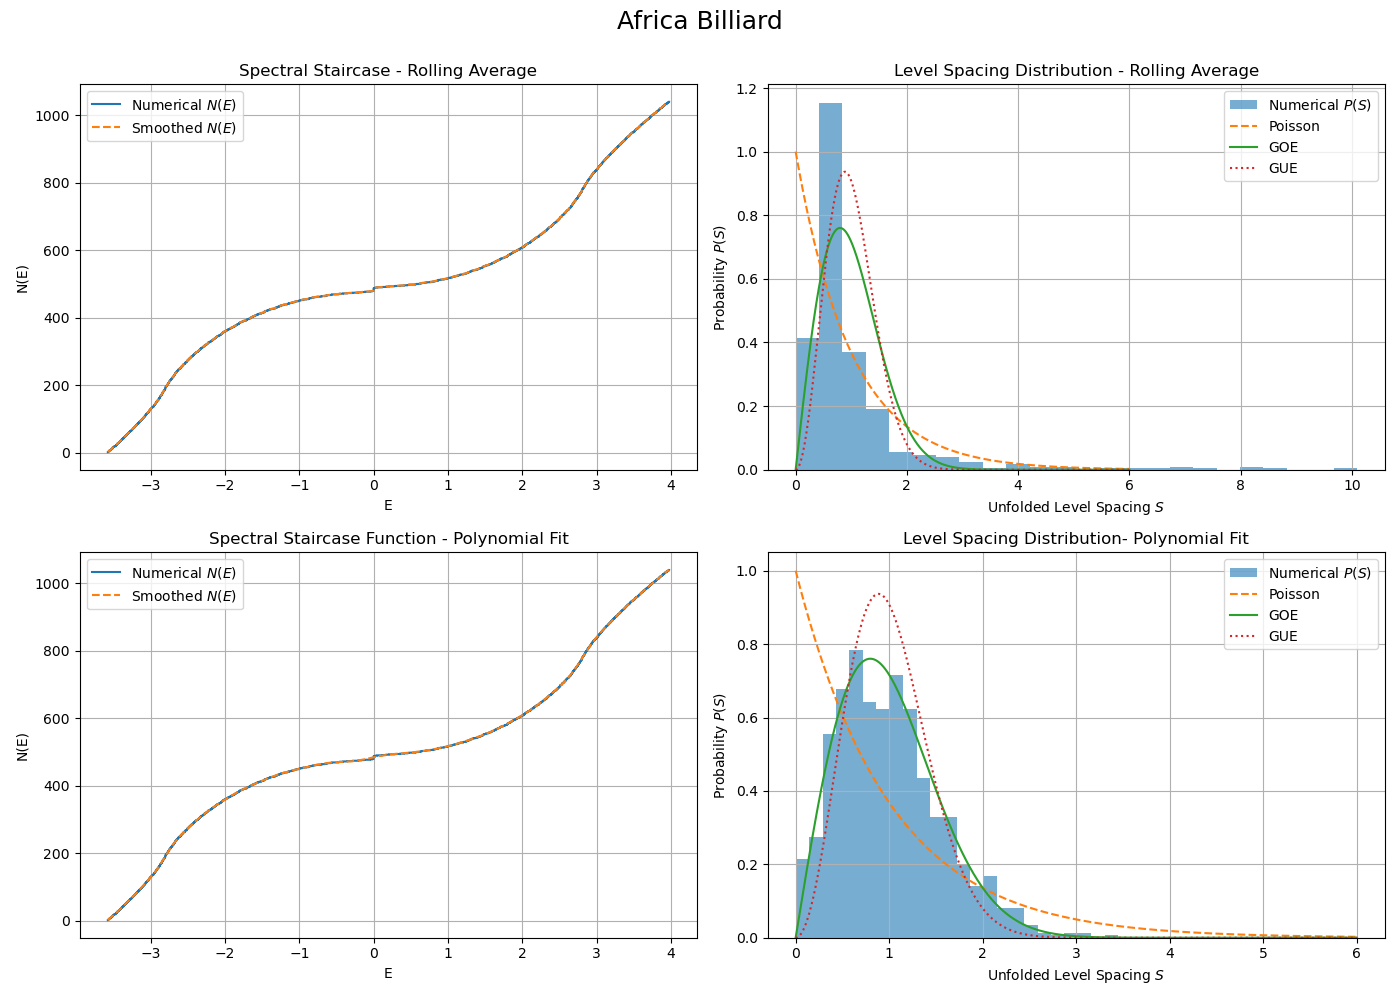 Africa Billiard
Spectral Staircase - Rolling Average
Numerical N(E)
Smoothed N(E)
N(E)
1000
800
600
400
200
0
−3 −2 −1 0 1 2 3 4
E
Level Spacing Distribution - Rolling Average
Numerical P(S)
Poisson
GOE
GUE
Probability P(S)
1.2
1.0
0.8
0.6
0.4
0.2
0.0
0 2 4 6 8 10
Unfolded Level Spacing S
Spectral Staircase Function - Polynomial Fit
Numerical N(E)
Smoothed N(E)
N(E)
1000
800
600
400
200
0
−3 −2 −1 0 1 2 3 4
E
Level Spacing Distribution- Polynomial Fit
Numerical P(S)
Poisson
GOE
GUE
Probability P(S)
1.0
0.8
0.6
0.4
0.2
0.0
0 1 2 3 4 5 6
Unfolded Level Spacing S